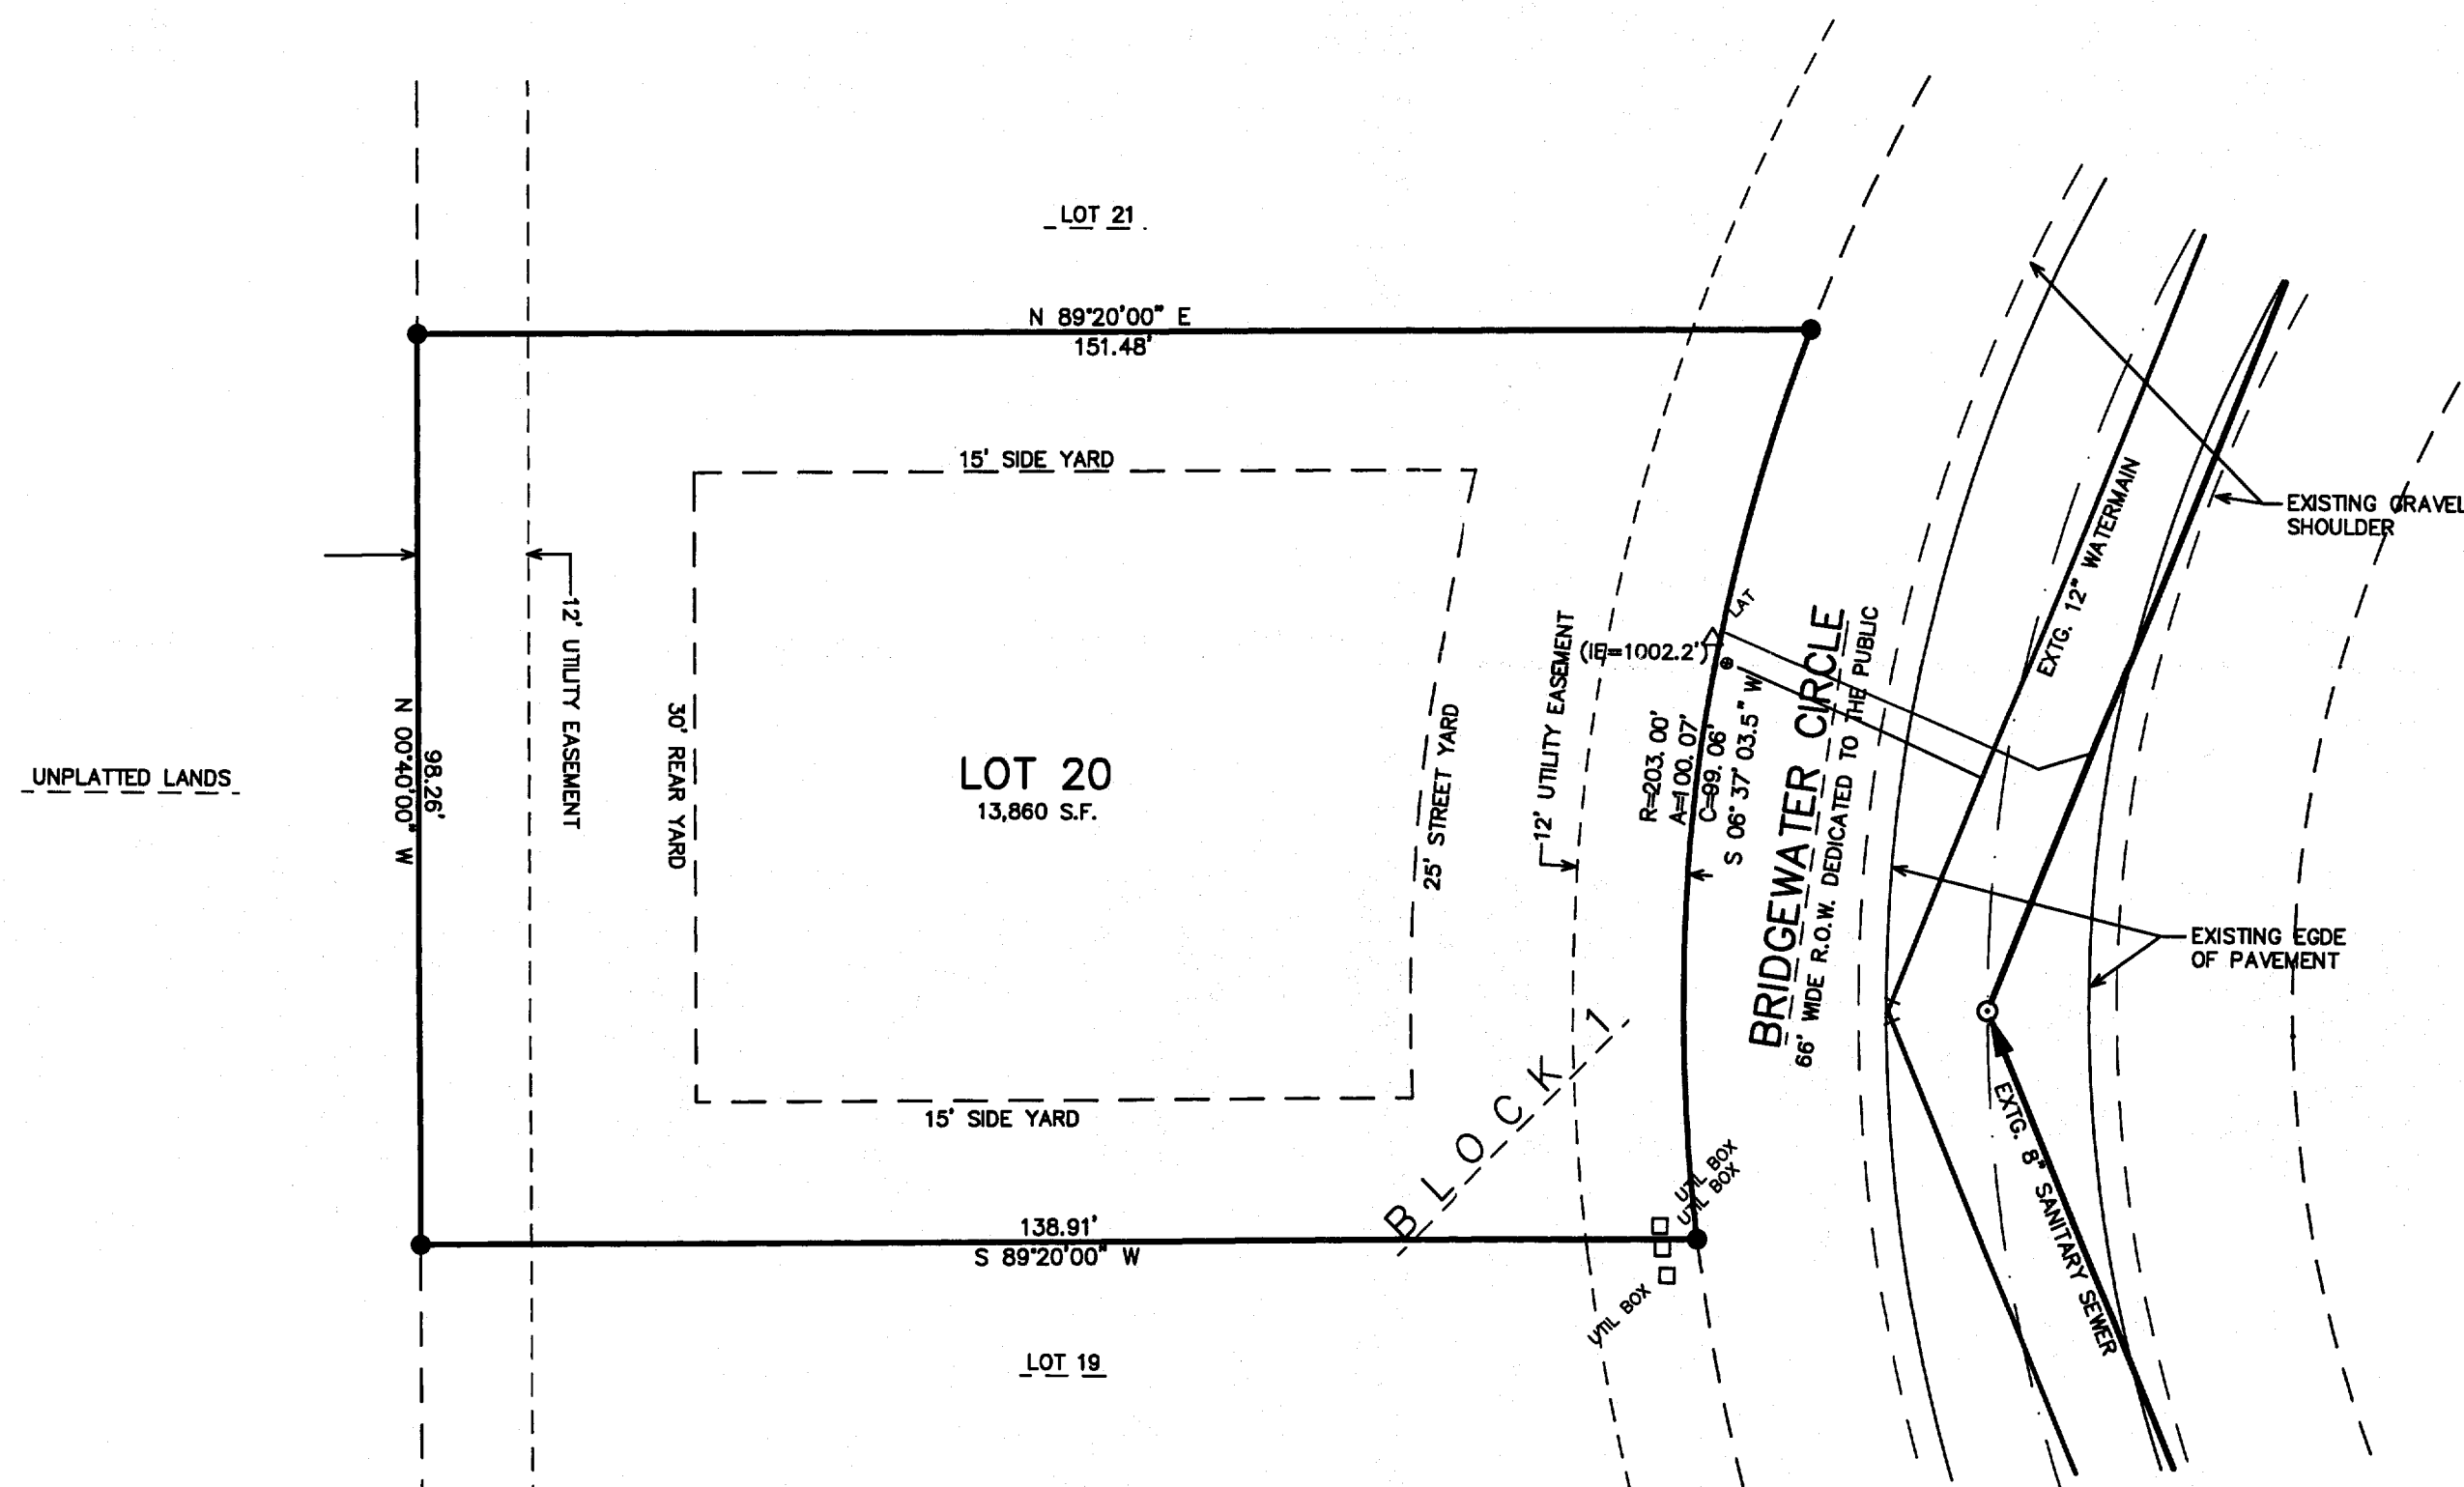 LOT 21
N 89°20'00" E
151.48'
15' SIDE YARD
EXISTING GRAVEL
SHOULDER
EXTG. 12" WATERMAIN
LAT
(IE=1002.2')
12' UTILITY EASEMENT
30' REAR YARD
LOT 20
13,860 S.F.
25' STREET YARD
12' UTILITY EASEMENT
R=203.00'
A=100.07'
C=99.06'
S 06°37'03.5" W
BRIDGEWATER CIRCLE
66' WIDE R.O.W. DEDICATED TO THE PUBLIC
UNPLATTED LANDS
98.26'
N 00°40'00" W
EXISTING EGDE
OF PAVEMENT
15' SIDE YARD
BLOCK 1
UTIL BOX
UTIL BOX
EXTG. 8" SANITARY SEWER
138.91'
S 89°20'00" W
UTIL BOX
LOT 19